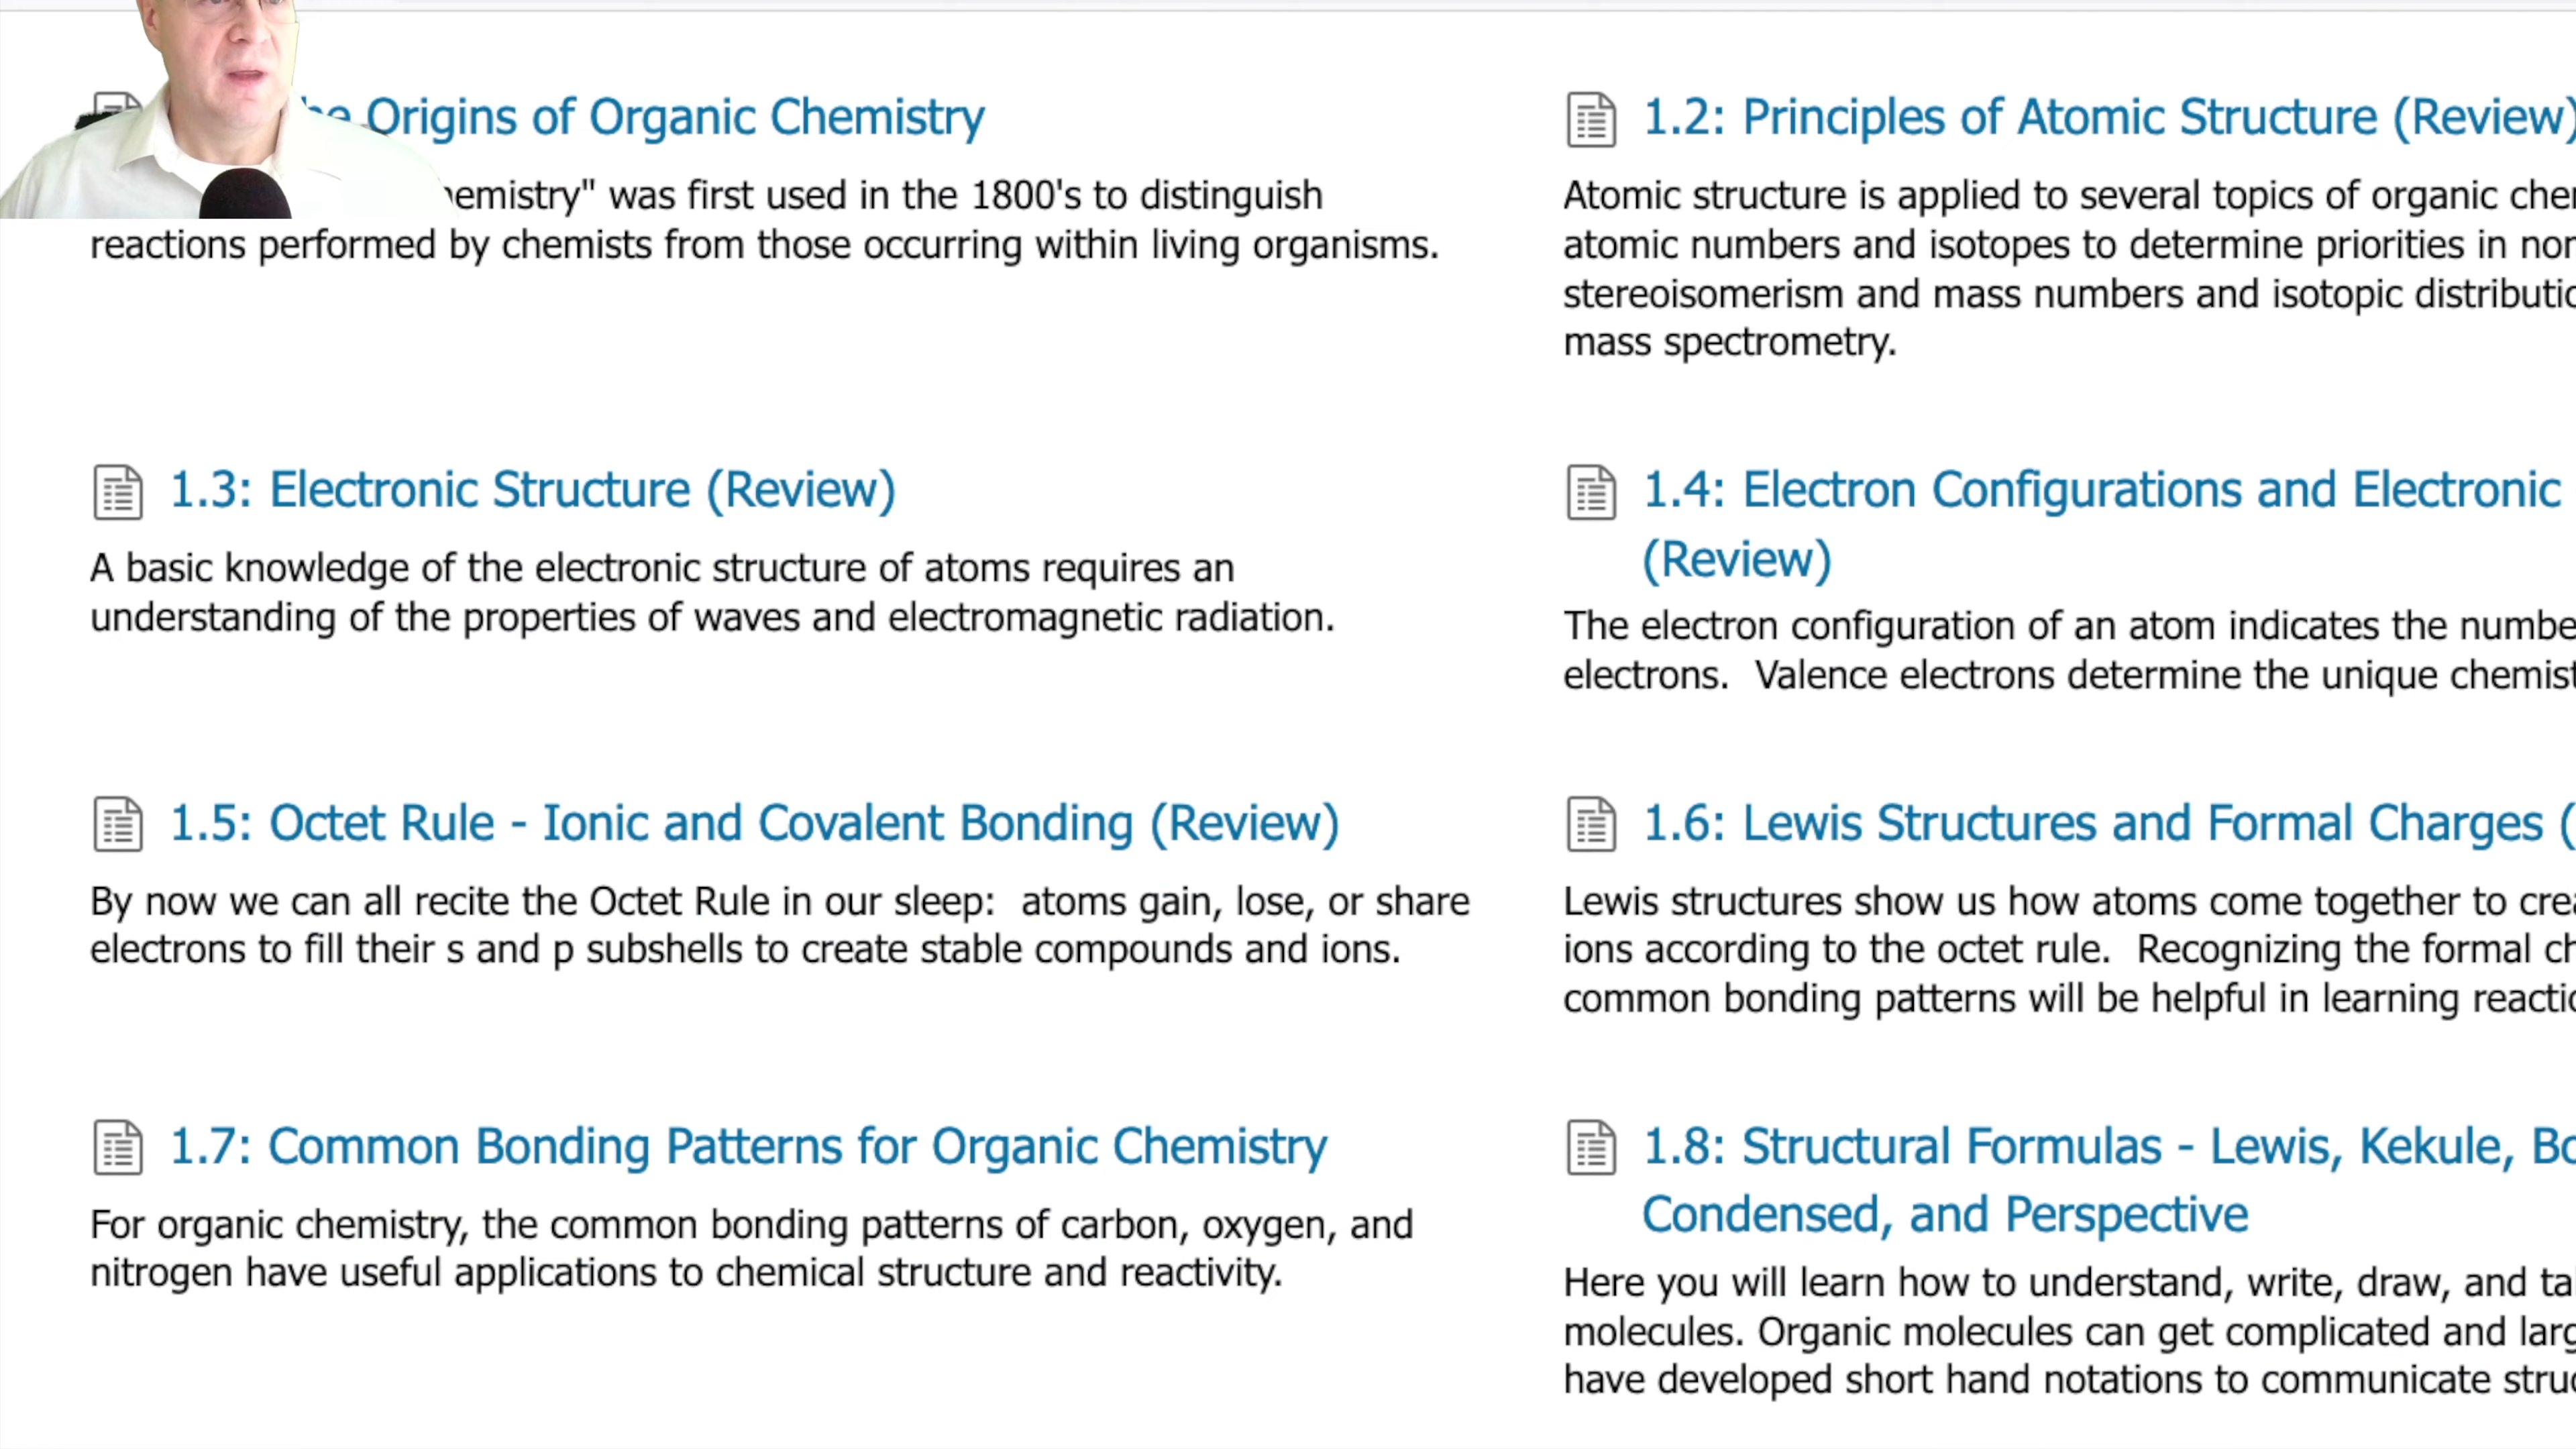 Origins of Organic Chemistry
was first used in the 1800's to distinguish
reactions performed by chemists from those occurring within living organisms.
1.2: Principles of Atomic Structure (Review)
Atomic structure is applied to several topics of organic
atomic numbers and isotopes to determine priorities in
stereoisomerism and mass numbers and isotopic
mass spectrometry.
1.3: Electronic Structure (Review)
A basic knowledge of the electronic structure of atoms requires an
understanding of the properties of waves and electromagnetic radiation.
1.4: Electron Configurations and Electronic
(Review)
The electron configuration of an atom indicates the
electrons. Valence electrons determine the unique
1.5: Octet Rule - Ionic and Covalent Bonding (Review)
By now we can all recite the Octet Rule in our sleep: atoms gain, lose, or share
electrons to fill their s and p subshells to create stable compounds and ions.
1.6: Lewis Structures and Formal Charges (
Lewis structures show us how atoms come together to
ions according to the octet rule. Recognizing the formal
common bonding patterns will be helpful in learning
1.7: Common Bonding Patterns for Organic Chemistry
For organic chemistry, the common bonding patterns of carbon, oxygen, and
nitrogen have useful applications to chemical structure and reactivity.
1.8: Structural Formulas - Lewis, Kekule,
Condensed, and Perspective
Here you will learn how to understand, write, draw, and
molecules. Organic molecules can get complicated and
have developed short hand notations to communicate